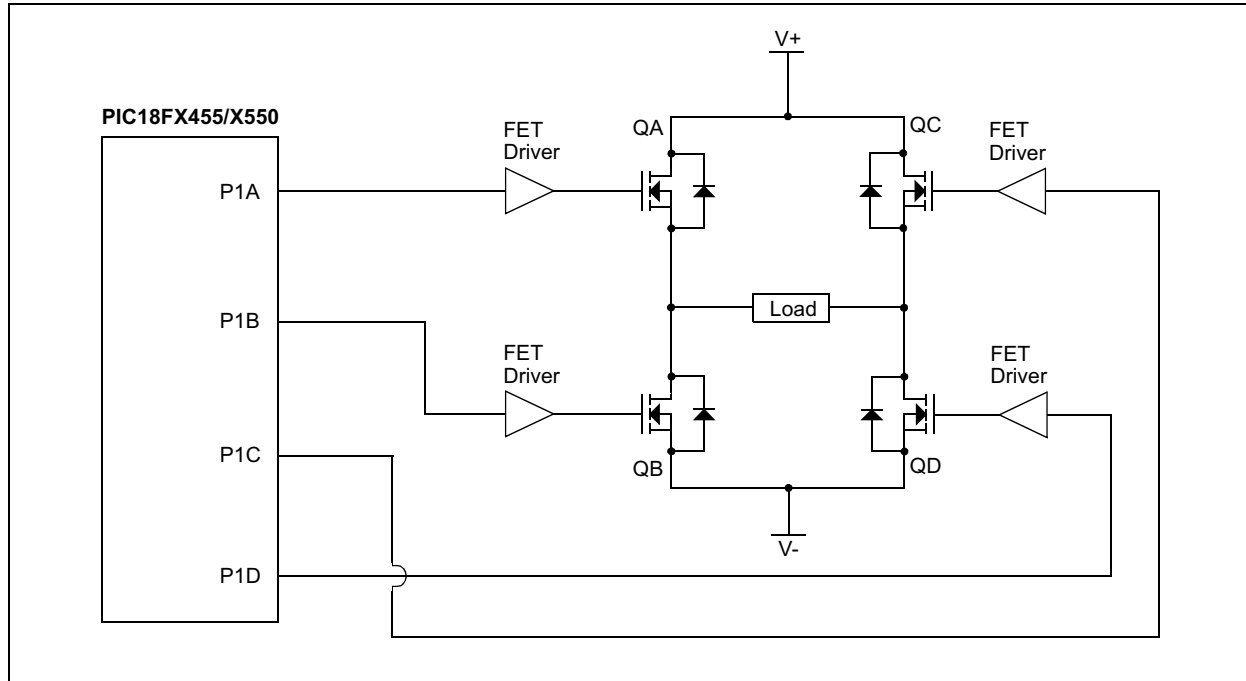 V+
PIC18FX455/X550
FET
Driver
QA
QC
FET
Driver
P1A
Load
P1B
FET
Driver
FET
Driver
P1C
QB
QD
V-
P1D